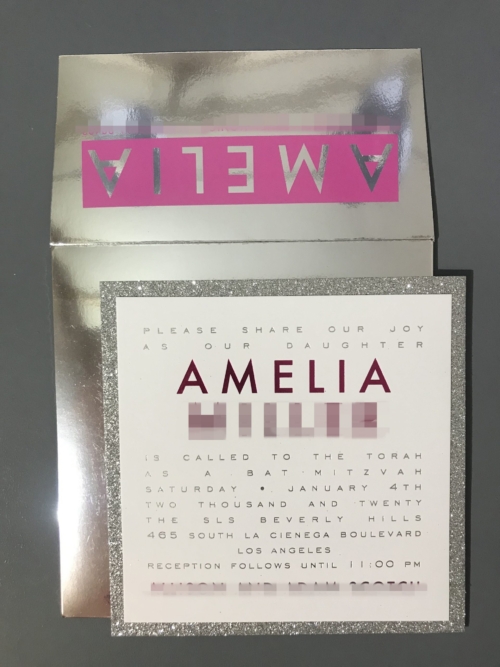 AMELIA
PLEASE SHARE OUR JOY
AS OUR DAUGHTER
AMELIA
IS CALLED TO THE TORAH
AS A BAT MITZVAH
SATURDAY • JANUARY 4TH
TWO THOUSAND AND TWENTY
THE SLS BEVERLY HILLS
465 SOUTH LA CIENEGA BOULEVARD
LOS ANGELES
RECEPTION FOLLOWS UNTIL 11:00 PM